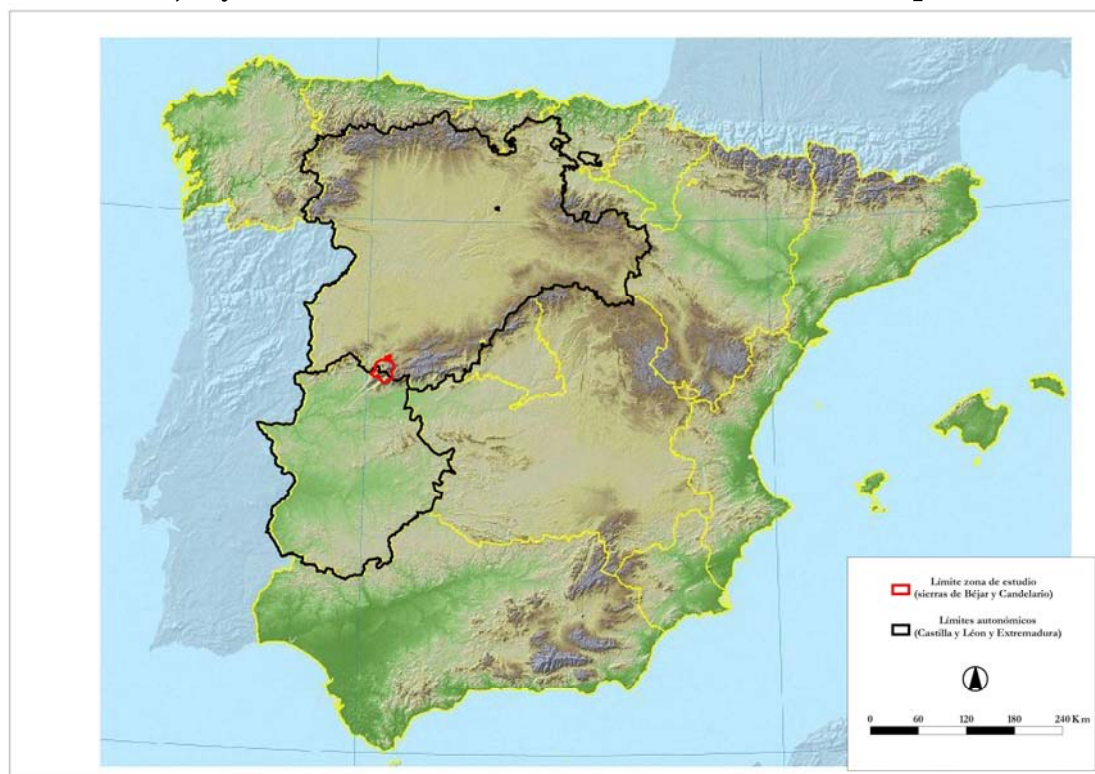 Límite zona de estudio
(sierras de Béjar y Candelario)
Límites autonómicos
(Castilla y Léon y Extremadura)
0 60 120 180 240 Km